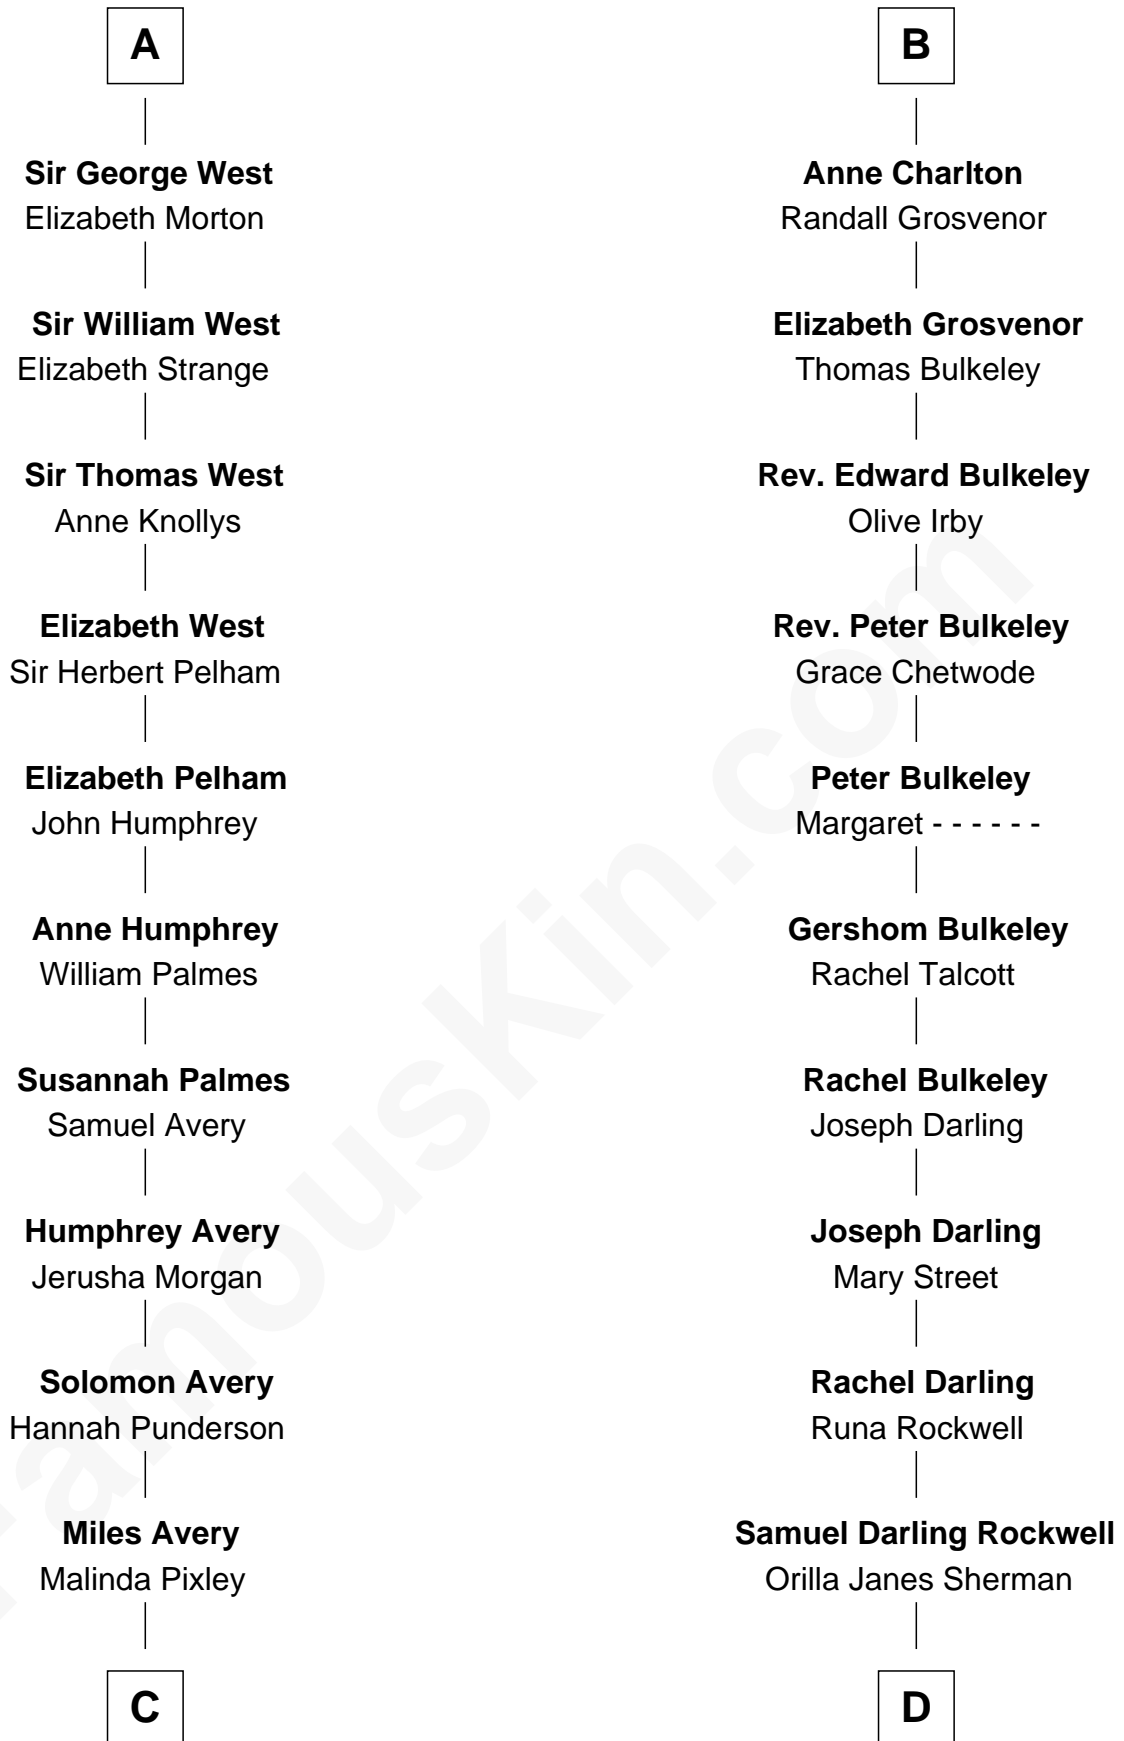 A
Sir George West
Elizabeth Morton
Sir William West
Elizabeth Strange
Sir Thomas West
Anne Knollys
Elizabeth West
Sir Herbert Pelham
Elizabeth Pelham
John Humphrey
Anne Humphrey
William Palmes
Susannah Palmes
Samuel Avery
Humphrey Avery
Jerusha Morgan
Solomon Avery
Hannah Punderson
Miles Avery
Malinda Pixley
C
B
Anne Charlton
Randall Grosvenor
Elizabeth Grosvenor
Thomas Bulkeley
Rev. Edward Bulkeley
Olive Irby
Rev. Peter Bulkeley
Grace Chetwode
Peter Bulkeley
Margaret - - - - - -
Gershom Bulkeley
Rachel Talcott
Rachel Bulkeley
Joseph Darling
Joseph Darling
Mary Street
Rachel Darling
Runa Rockwell
Samuel Darling Rockwell
Orilla Janes Sherman
D
FamousKin.com